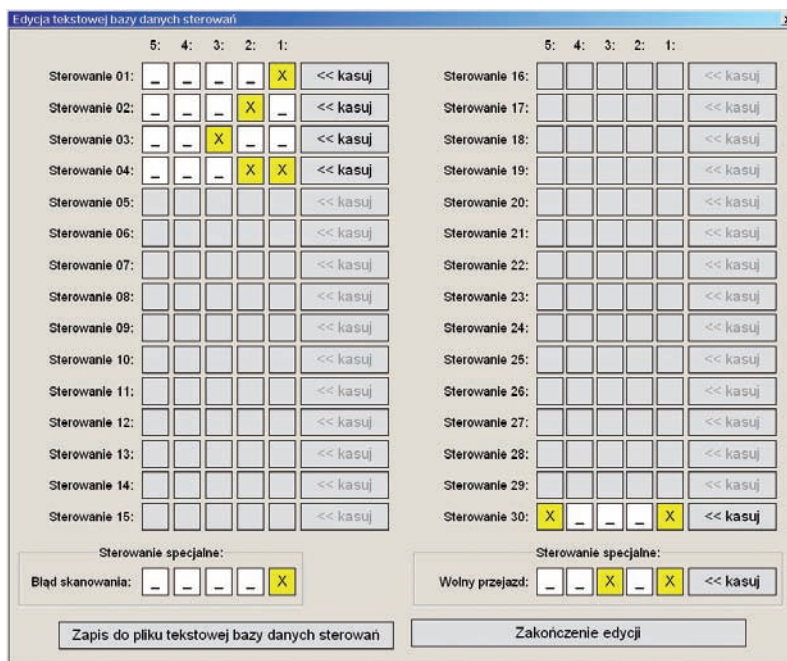 Edycja tekstowej bazy danych sterowań x
5: 4: 3: 2: 1: 5: 4: 3: 2: 1:
Sterowanie 01: _ _ _ _ X << kasuj Sterowanie 16: << kasuj
Sterowanie 02: _ _ _ X _ << kasuj Sterowanie 17: << kasuj
Sterowanie 03: _ _ X _ _ << kasuj Sterowanie 18: << kasuj
Sterowanie 04: _ _ _ X X << kasuj Sterowanie 19: << kasuj
Sterowanie 05: << kasuj Sterowanie 20: << kasuj
Sterowanie 06: << kasuj Sterowanie 21: << kasuj
Sterowanie 07: << kasuj Sterowanie 22: << kasuj
Sterowanie 08: << kasuj Sterowanie 23: << kasuj
Sterowanie 09: << kasuj Sterowanie 24: << kasuj
Sterowanie 10: << kasuj Sterowanie 25: << kasuj
Sterowanie 11: << kasuj Sterowanie 26: << kasuj
Sterowanie 12: << kasuj Sterowanie 27: << kasuj
Sterowanie 13: << kasuj Sterowanie 28: << kasuj
Sterowanie 14: << kasuj Sterowanie 29: << kasuj
Sterowanie 15: << kasuj Sterowanie 30: X _ _ _ X << kasuj
Sterowanie specjalne: Sterowanie specjalne:
Błąd skanowania: _ _ _ _ X Wolny przejazd: _ _ X _ X << kasuj
Zapis do pliku tekstowej bazy danych sterowań Zakończenie edycji